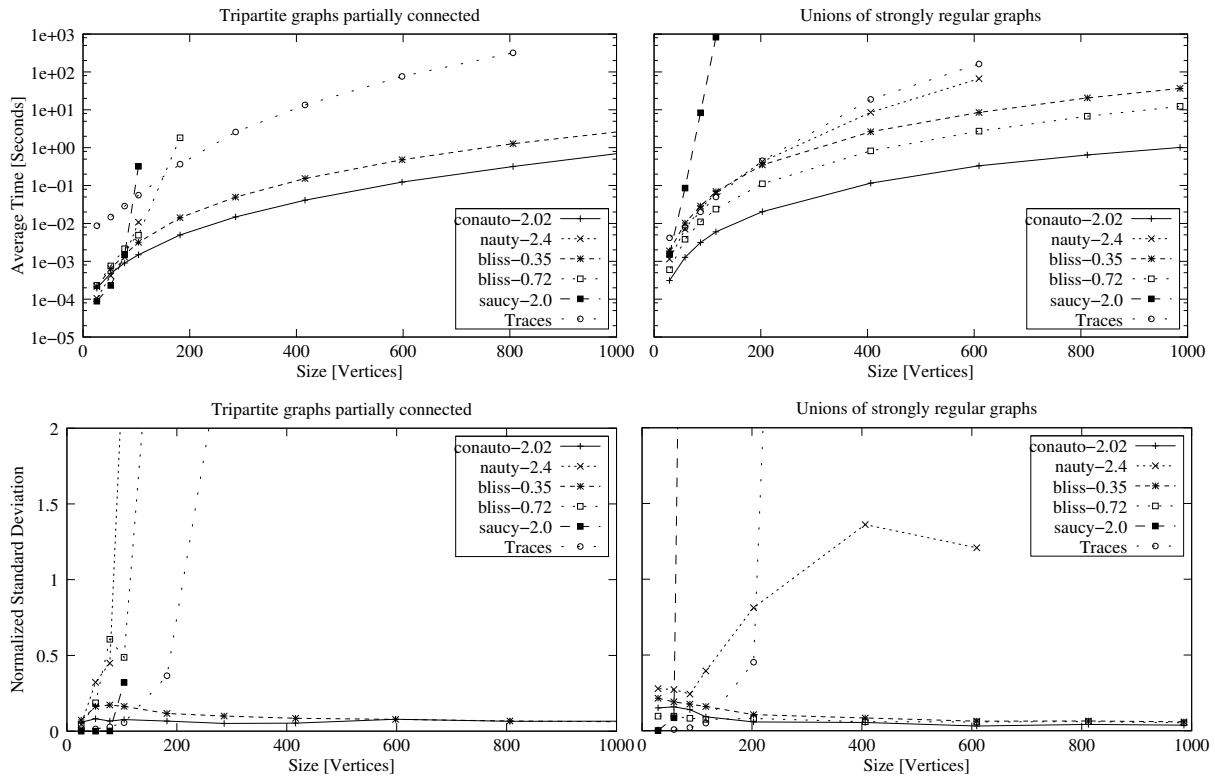 Tripartite graphs partially connected
1e+03
1e+02
1e+01
1e+00
1e-01
1e-02
1e-03
1e-04
1e-05
Average Time [Seconds]
0 200 400 600 800 1000
Size [Vertices]
conauto-2.02
nauty-2.4
bliss-0.35
bliss-0.72
saucy-2.0
Traces
Unions of strongly regular graphs
0 200 400 600 800 1000
Size [Vertices]
conauto-2.02
nauty-2.4
bliss-0.35
bliss-0.72
saucy-2.0
Traces
Tripartite graphs partially connected
2
1.5
1
0.5
0
Normalized Standard Deviation
0 200 400 600 800 1000
Size [Vertices]
conauto-2.02
nauty-2.4
bliss-0.35
bliss-0.72
saucy-2.0
Traces
Unions of strongly regular graphs
0 200 400 600 800 1000
Size [Vertices]
conauto-2.02
nauty-2.4
bliss-0.35
bliss-0.72
saucy-2.0
Traces